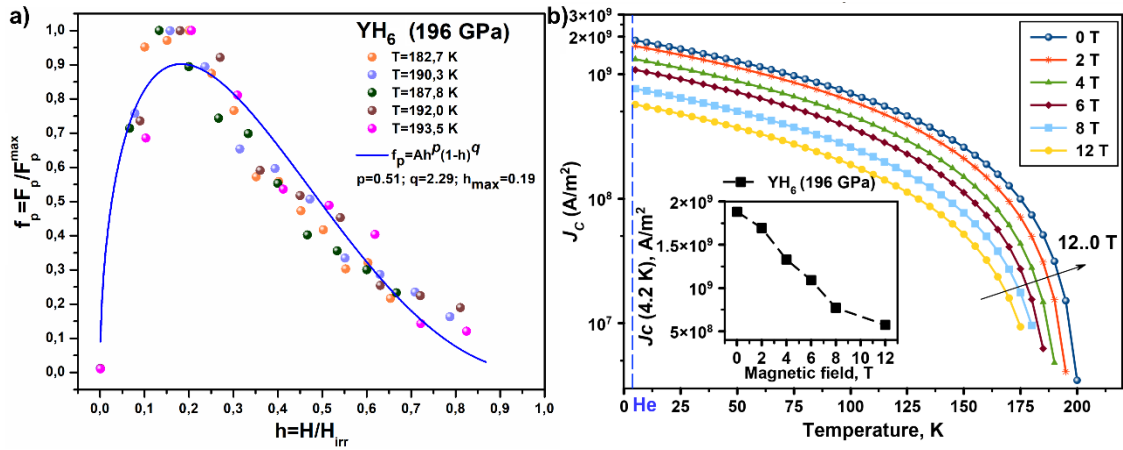 a)
YH6 (196 GPa)
T=182,7 K
T=190,3 K
T=187,8 K
T=192,0 K
T=193,5 K
fp=Ahᵖ(1-h)^q
p=0.51; q=2.29; hmax=0.19
fp=Fp/Fpmax
1,0
0,9
0,8
0,7
0,6
0,5
0,4
0,3
0,2
0,1
0,0
0,0 0,1 0,2 0,3 0,4 0,5 0,6 0,7 0,8 0,9 1,0
h=H/Hirr
b)
3×10⁹
2×10⁹
10⁹
10⁸
10⁷
JC (A/m²)
0 T
2 T
4 T
6 T
8 T
12 T
12..0 T
YH6 (196 GPa)
2×10⁹
1.5×10⁹
10⁹
5×10⁸
Jc (4.2 K), A/m²
0 2 4 6 8 10 12
Magnetic field, T
0 25 50 75 100 125 150 175 200
He
Temperature, K